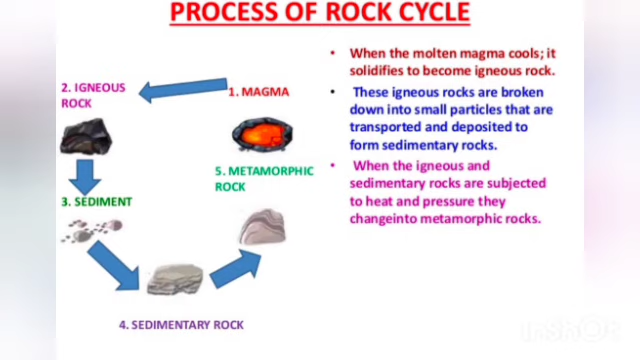 PROCESS OF ROCK CYCLE
2. IGNEOUS
ROCK
1. MAGMA
3. SEDIMENT
5. METAMORPHIC
ROCK
4. SEDIMENTARY ROCK
• When the molten magma cools; it
solidifies to become igneous rock.
• These igneous rocks are broken
down into small particles that are
transported and deposited to
form sedimentary rocks.
• When the igneous and
sedimentary rocks are subjected
to heat and pressure they
changeinto metamorphic rocks.
InShOt